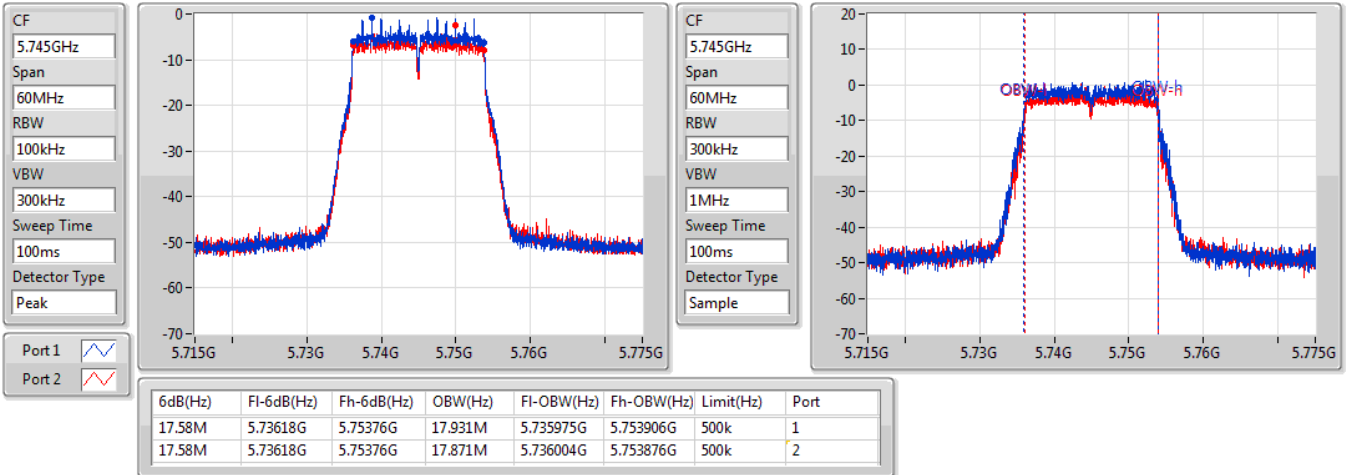 CF
5.745GHz
Span
60MHz
RBW
100kHz
VBW
300kHz
Sweep Time
100ms
Detector Type
Peak
Port 1
Port 2
0
-10
-20
-30
-40
-50
-60
-70
5.715G 5.73G 5.74G 5.75G 5.76G 5.775G
CF
5.745GHz
Span
60MHz
RBW
300kHz
VBW
1MHz
Sweep Time
100ms
Detector Type
Sample
20
10
0
-10
-20
-30
-40
-50
-60
-70
OBW-h
5.715G 5.73G 5.74G 5.75G 5.76G 5.775G
6dB(Hz) Fl-6dB(Hz) Fh-6dB(Hz) OBW(Hz) Fl-OBW(Hz) Fh-OBW(Hz) Limit(Hz) Port
17.58M 5.73618G 5.75376G 17.931M 5.735975G 5.753906G 500k 1
17.58M 5.73618G 5.75376G 17.871M 5.736004G 5.753876G 500k 2